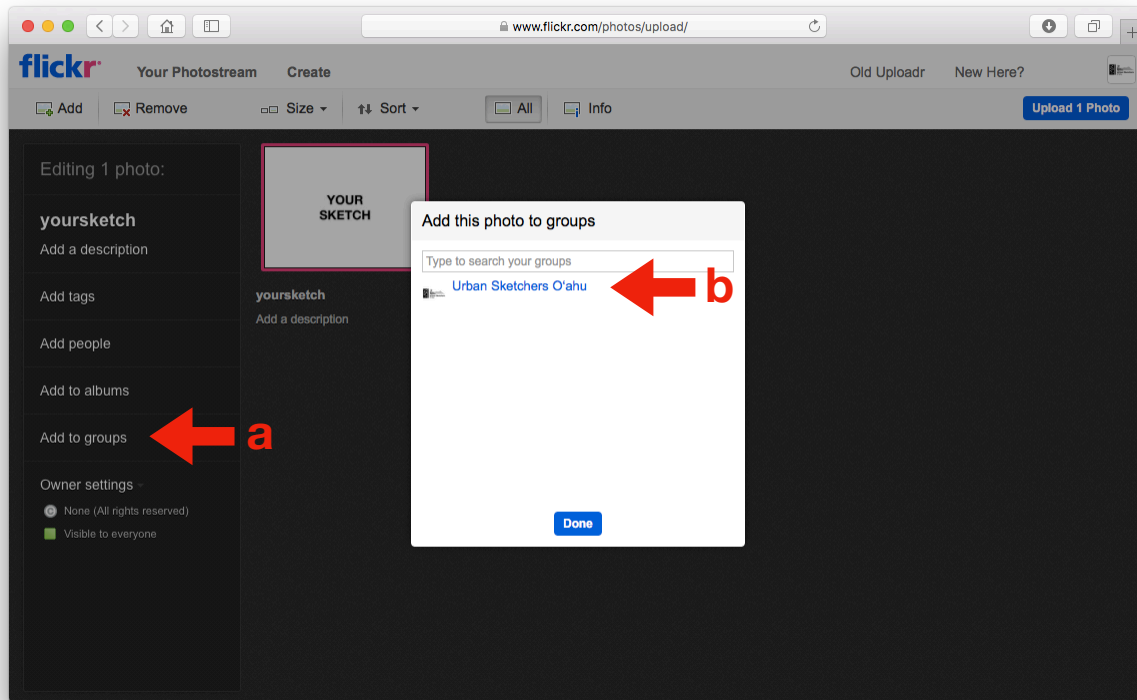 www.flickr.com/photos/upload/
flickr Your Photostream Create Old Uploadr New Here?
Add Remove Size Sort All Info Upload 1 Photo
Editing 1 photo:
yoursketch
Add a description
Add tags
Add people
Add to albums
Add to groups
a
Owner settings
None (All rights reserved)
Visible to everyone
YOUR
SKETCH
yoursketch
Add a description
Add this photo to groups
Type to search your groups
Urban Sketchers O'ahu
b
Done